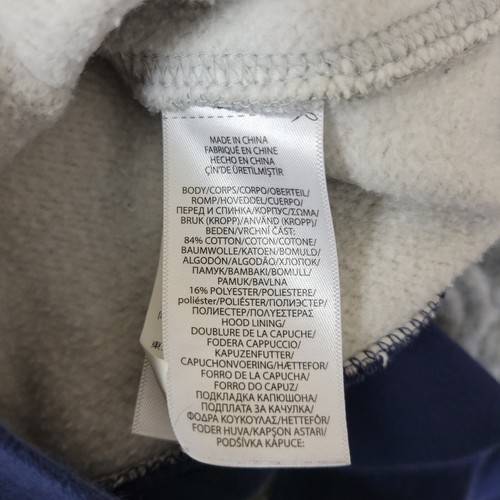 MADE IN CHINA
FABRIQUÉ EN CHINE
HECHO EN CHINA
ÇİN'DE ÜRETİLMİŞTİR
BODY/CORPS/CORPO/OBERTEIL/
ROMP/HOVEDDEL/CUERPO/
ПЕРЕД И СПИНКА/КОРПУС/ΣΩΜΑ/
BRUK (KROPP)/ANVÄND (KROPP)/
BEDEN/VRCHNÍ ČÁST:
84% COTTON/COTON/COTONE/
BAUMWOLLE/KATOEN/BOMULD/
ALGODÓN/ALGODÃO/ХЛОПОК/
ПАМУК/ΒΑΜΒΑΚΙ/BOMULL/
PAMUK/BAVLNA
16% POLYESTER/POLIESTERE/
poliéster/POLIÉSTER/ПОЛИЭСТЕР/
ПОЛИЕСТЕР/ΠΟΛΥΕΣΤΕΡΑΣ
HOOD LINING/
DOUBLURE DE LA CAPUCHE/
FODERA CAPPUCCIO/
KAPUZENFUTTER/
CAPUCHONVOERING/HÆTTEFOR/
FORRO DE LA CAPUCHA/
FORRO DO CAPUZ/
ПОДКЛАДКА КАПЮШОНА/
ПОДПЛАТА ЗА КАЧУЛКА/
ΦΟΔΡΑ ΚΟΥΚΟΥΛΑΣ/HETTEFÔR/
FODER HUVA/KAPŞON ASTARI/
PODŠÍVKA KÁPUCE: